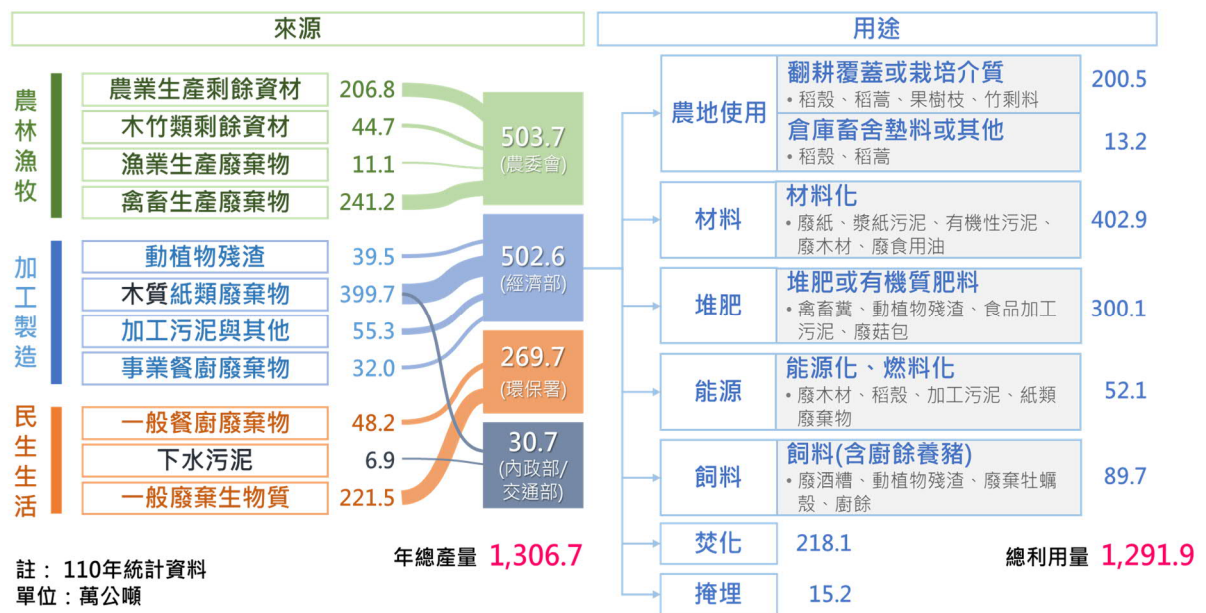 來源
農林漁牧
農業生產剩餘資材 206.8
木竹類剩餘資材 44.7
漁業生產廢棄物 11.1
禽畜生產廢棄物 241.2
加工製造
動植物殘渣 39.5
木質紙類廢棄物 399.7
加工污泥與其他 55.3
事業餐廚廢棄物 32.0
民生生活
一般餐廚廢棄物 48.2
下水污泥 6.9
一般廢棄生物質 221.5
503.7
(農委會)
502.6
(經濟部)
269.7
(環保署)
30.7
(內政部/
交通部)
年總產量 1,306.7
註： 110年統計資料
單位：萬公噸
用途
農地使用
翻耕覆蓋或栽培介質 200.5
•稻殼、稻蒿、果樹枝、竹剩料
倉庫畜舍墊料或其他 13.2
•稻殼、稻蒿
材料
材料化 402.9
•廢紙、漿紙污泥、有機性污泥、
廢木材、廢食用油
堆肥
堆肥或有機質肥料 300.1
•禽畜糞、動植物殘渣、食品加工
污泥、廢菇包
能源
能源化、燃料化 52.1
•廢木材、稻殼、加工污泥、紙類
廢棄物
飼料
飼料(含廚餘養豬) 89.7
•廢酒糟、動植物殘渣、廢棄牡蠣
殼、廚餘
焚化 218.1
掩埋 15.2
總利用量 1,291.9